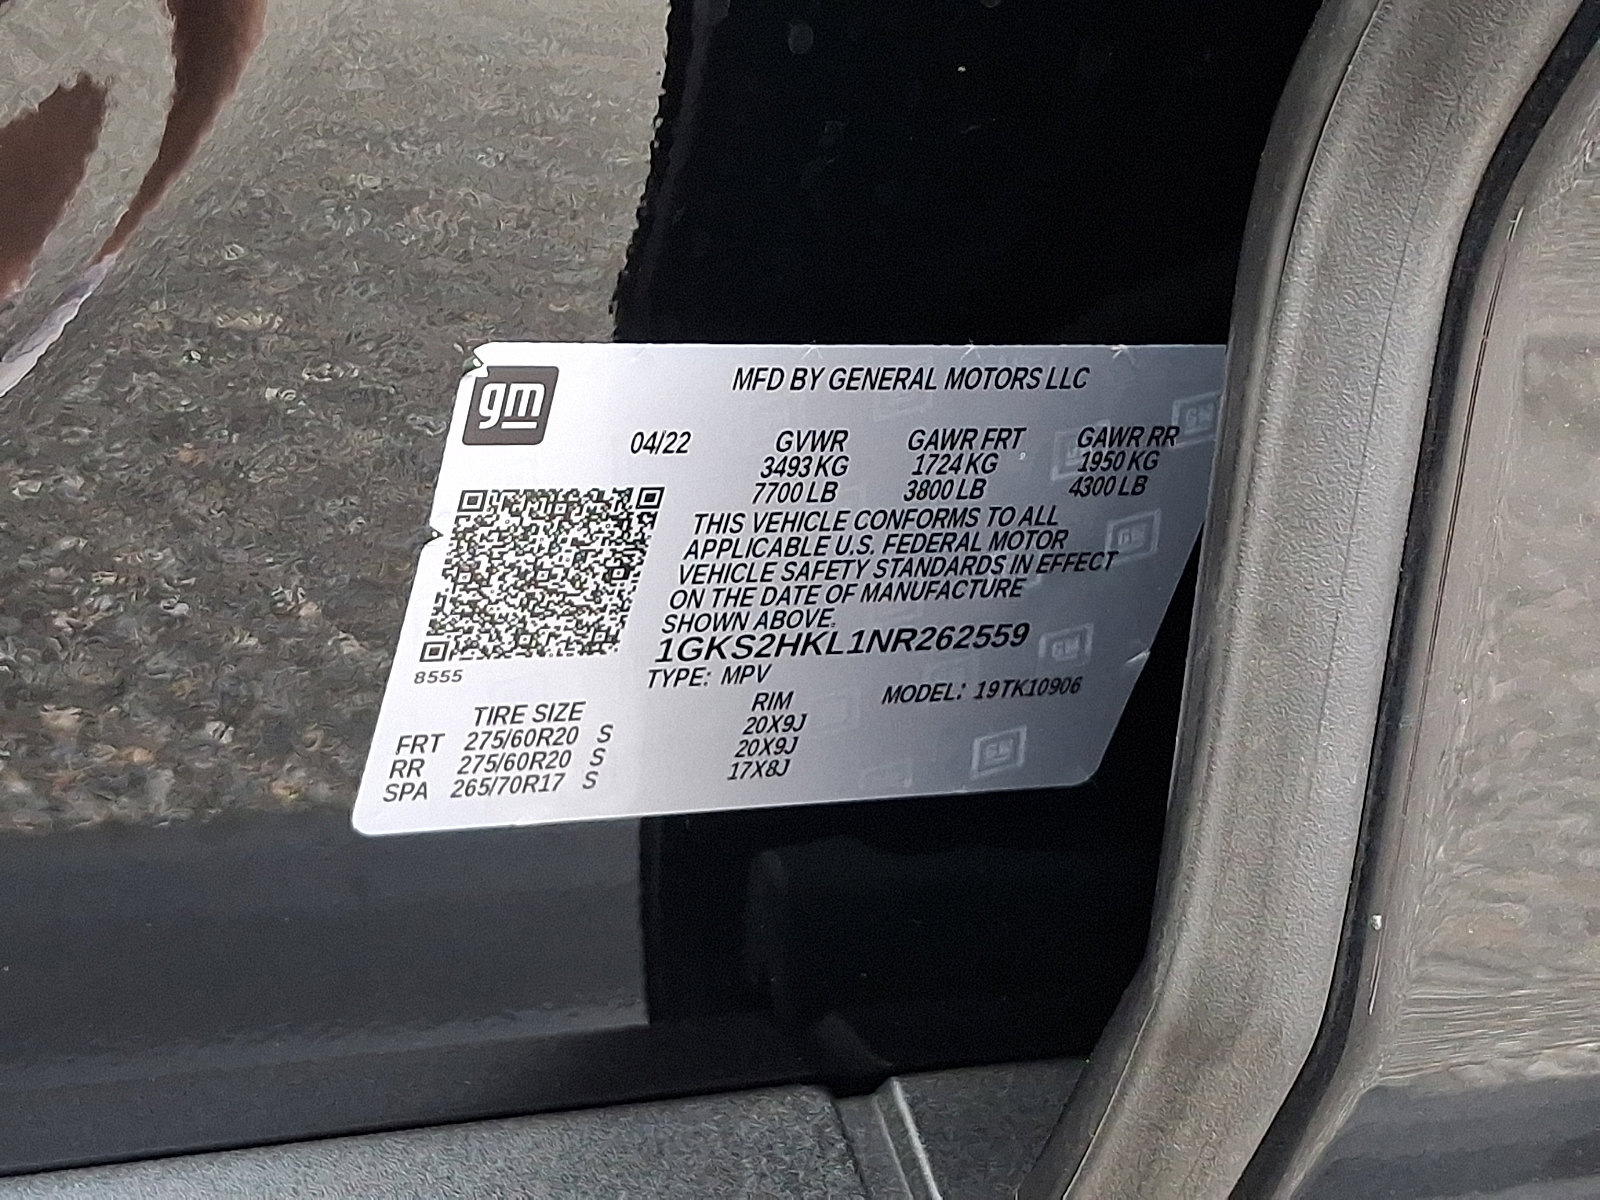 gm
MFD BY GENERAL MOTORS LLC
04/22 GVWR GAWR FRT GAWR RR
3493 KG 1724 KG 1950 KG
7700 LB 3800 LB 4300 LB
THIS VEHICLE CONFORMS TO ALL
APPLICABLE U.S. FEDERAL MOTOR
VEHICLE SAFETY STANDARDS IN EFFECT
ON THE DATE OF MANUFACTURE
SHOWN ABOVE.
1GKS2HKL1NR262559
8555
TYPE: MPV
MODEL: 19TK10906
TIRE SIZE RIM
FRT 275/60R20 S 20X9J
RR 275/60R20 S 20X9J
SPA 265/70R17 S 17X8J